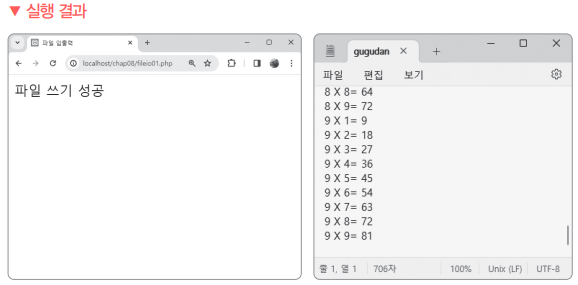 ▼ 실행 결과
파일 입출력
localhost/chap08/fileio01.php
파일 쓰기 성공
gugudan
파일 편집 보기
8 X 8= 64
8 X 9= 72
9 X 1= 9
9 X 2= 18
9 X 3= 27
9 X 4= 36
9 X 5= 45
9 X 6= 54
9 X 7= 63
9 X 8= 72
9 X 9= 81
줄 1, 열 1 706자 100% Unix (LF) UTF-8